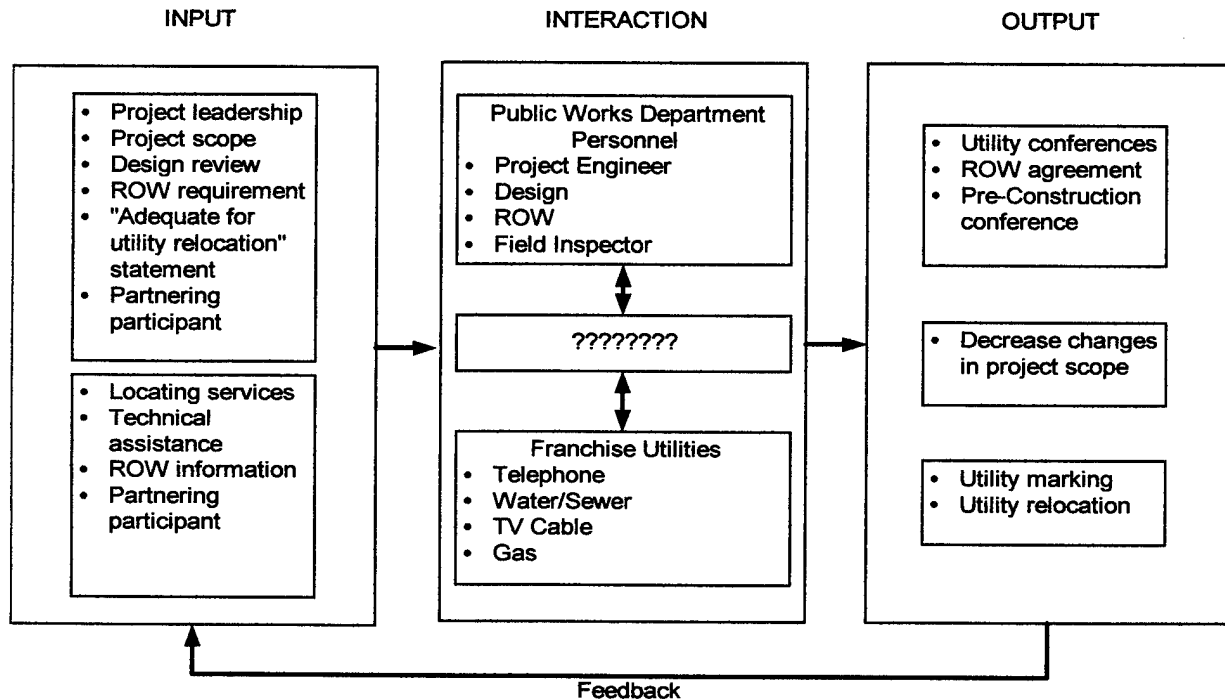 INPUT
INTERACTION
OUTPUT
• Project leadership
• Project scope
• Design review
• ROW requirement
• "Adequate for
utility relocation"
statement
• Partnering
participant
• Locating services
• Technical
assistance
• ROW information
• Partnering
participant
Public Works Department
Personnel
• Project Engineer
• Design
• ROW
• Field Inspector
????????
Franchise Utilities
• Telephone
• Water/Sewer
• TV Cable
• Gas
• Utility conferences
• ROW agreement
• Pre-Construction
conference
• Decrease changes
in project scope
• Utility marking
• Utility relocation
Feedback